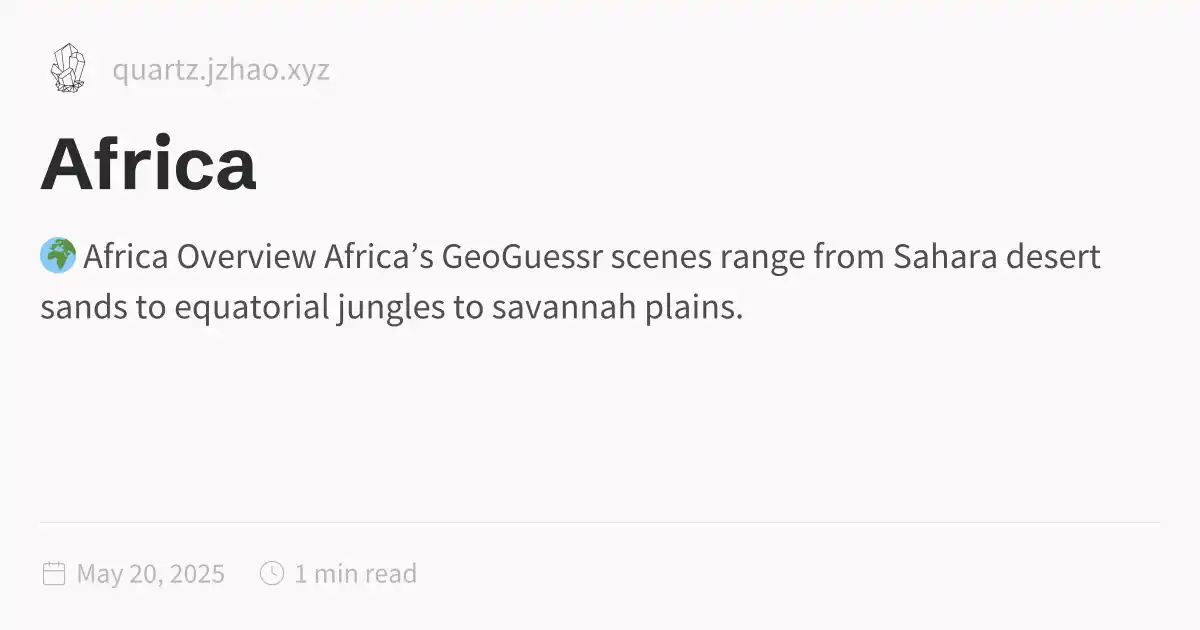 quartz.jzhao.xyz
Africa
🌍 Africa Overview Africa’s GeoGuessr scenes range from Sahara desert
sands to equatorial jungles to savannah plains.
May 20, 2025 1 min read